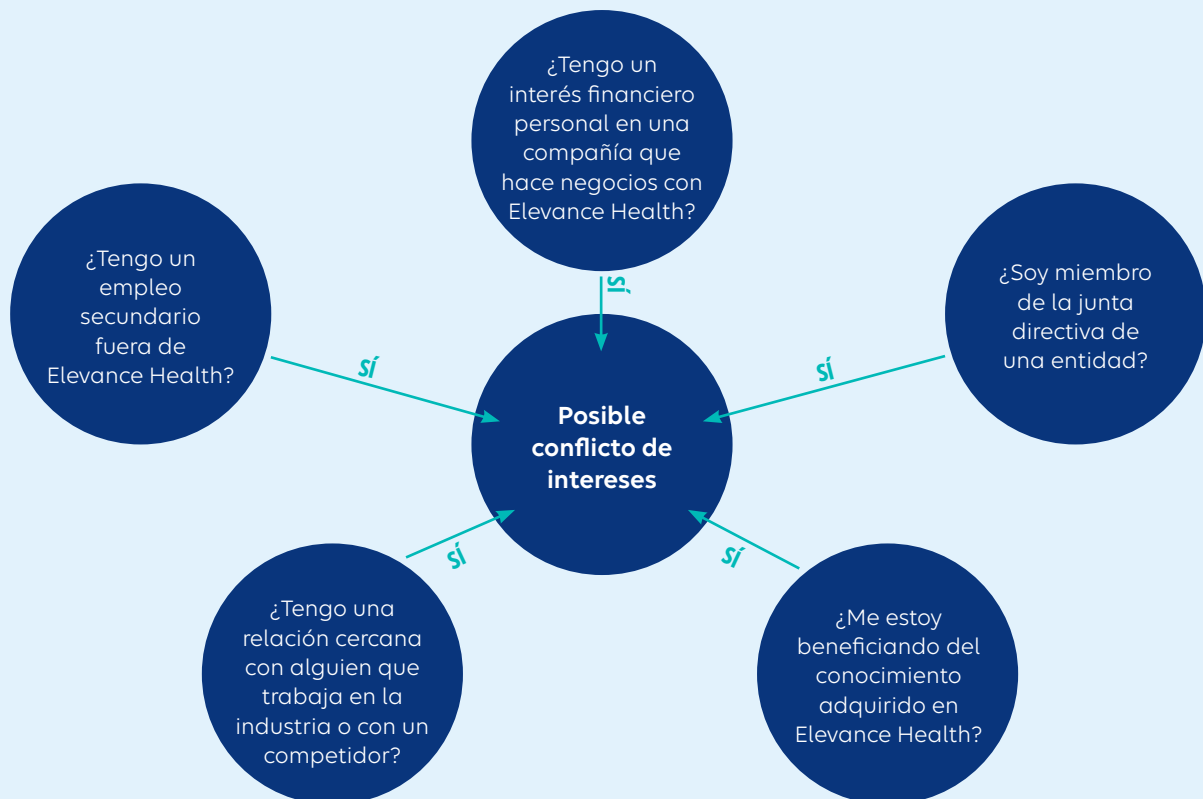 ¿Tengo un
interés financiero
personal en una
compañía que
hace negocios con
Elevance Health?
¿Tengo un
empleo
secundario
fuera de
Elevance Health?
¿Soy miembro
de la junta
directiva de
una entidad?
SÍ
SÍ
SÍ
Posible
conflicto de
intereses
SÍ
SÍ
¿Tengo una
relación cercana
con alguien que
trabaja en la
industria o con un
competidor?
¿Me estoy
beneficiando del
conocimiento
adquirido en
Elevance Health?